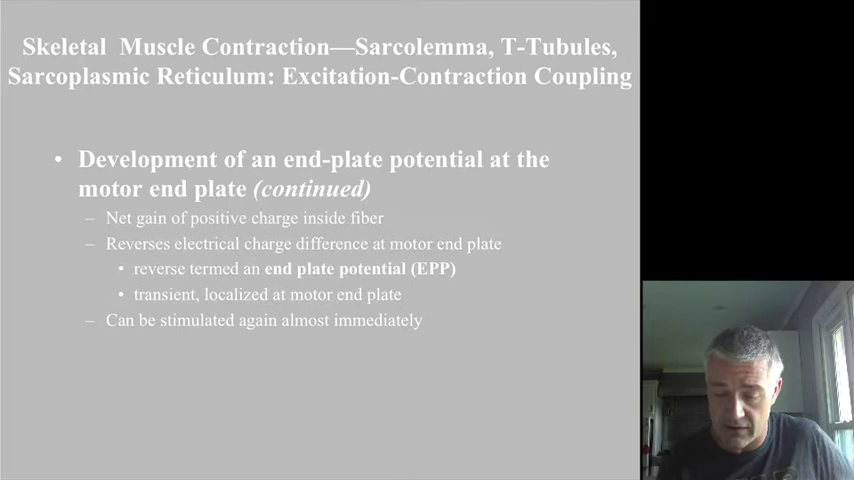 Skeletal Muscle Contraction—Sarcolemma, T-Tubules,
Sarcoplasmic Reticulum: Excitation-Contraction Coupling
• Development of an end-plate potential at the
motor end plate (continued)
– Net gain of positive charge inside fiber
– Reverses electrical charge difference at motor end plate
• reverse termed an end plate potential (EPP)
• transient, localized at motor end plate
– Can be stimulated again almost immediately